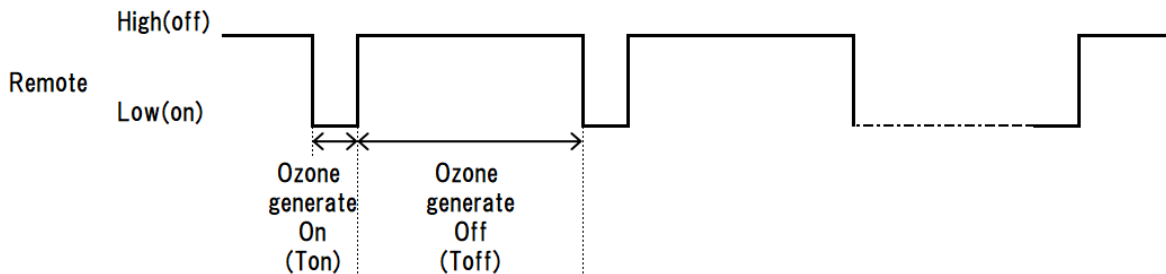 High(off)
Remote
Low(on)
Ozone
generate
On
(Ton)
Ozone
generate
Off
(Toff)